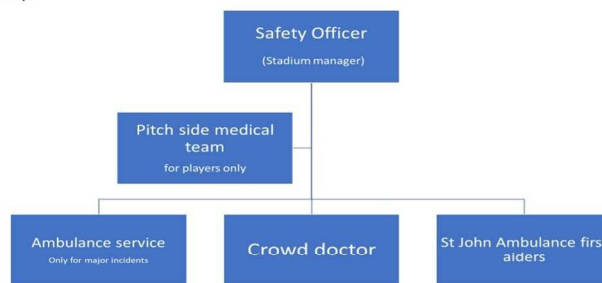 Safety Officer
(Stadium manager)
Pitch side medical
team
for players only
Ambulance service
Only for major incidents
Crowd doctor
St John Ambulance firs
aiders